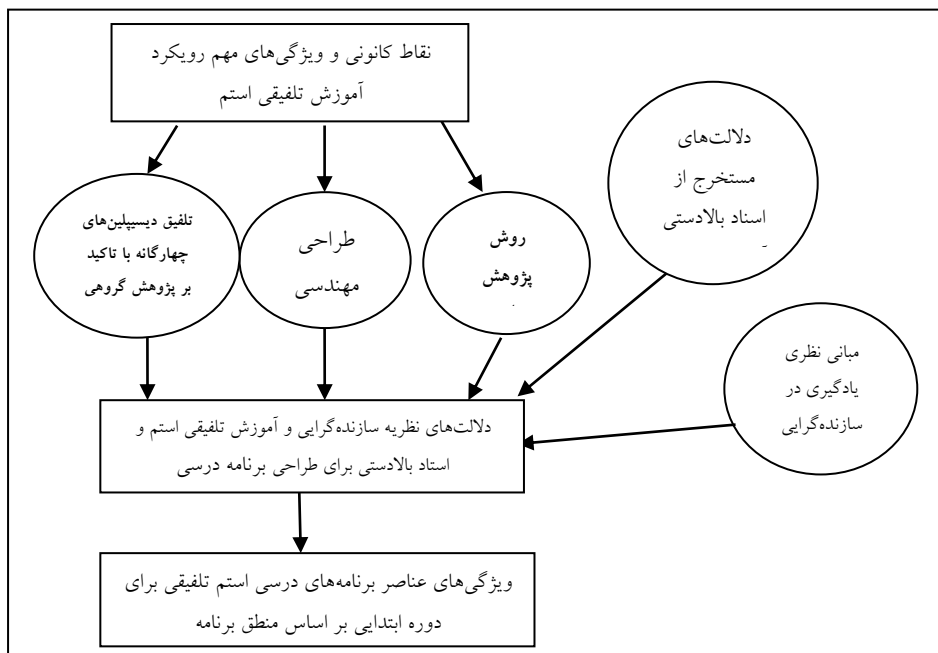 نقاط کانونی و ویژگی‌های مهم رویکرد
آموزش تلفیقی استم
دلالت‌های
مستخرج از
اسناد بالادستی
تلفیق دیسیپلین‌های
چهارگانه با تاکید
بر پژوهش گروهی
طراحی
مهندسی
روش
پژوهش
مبانی نظری
یادگیری در
سازنده‌گرایی
دلالت‌های نظریه سازنده‌گرایی و آموزش تلفیقی استم و
استاد بالادستی برای طراحی برنامه درسی
ویژگی‌های عناصر برنامه‌های درسی استم تلفیقی برای
دوره ابتدایی بر اساس منطق برنامه